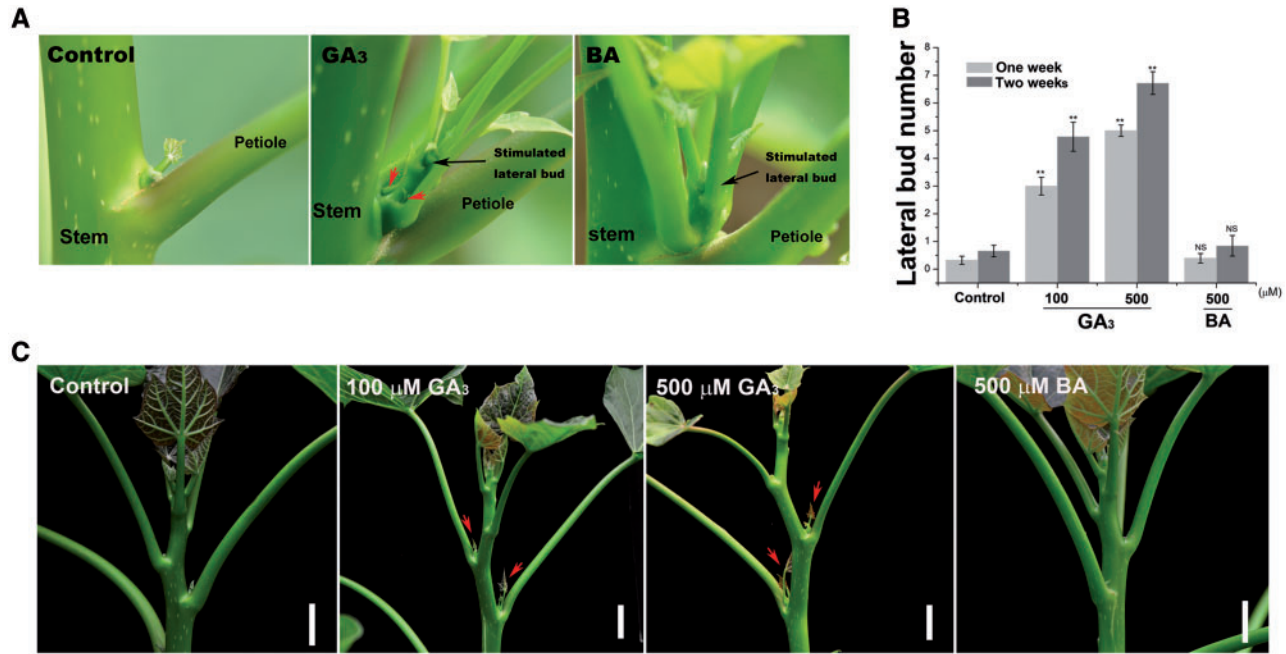 A
Control
Petiole
Stem
GA3
Stimulated
lateral bud
Petiole
Stem
BA
Stimulated
lateral bud
Petiole
stem
B
Lateral bud number
8
7
6
5
4
3
2
1
0
One week
Two weeks
**
**
**
**
NS
NS
Control
100
500
500
(μM)
GA3
BA
C
Control
100 μM GA3
500 μM GA3
500 μM BA